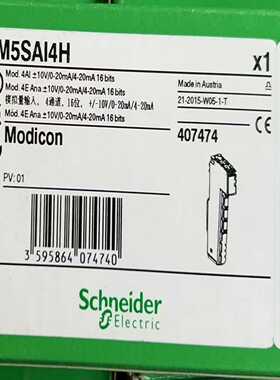 M5SAI4H
x1
Mod. 4AI ±10V/0-20mA/4-20mA 16 bits
Mod. 4E Ana ±10V/0-20mA/4-20mA 16 bits
模拟量输入, 4通道, 16位, +/-10V/0-20mA/4-20mA
Mod. 4E Ana ±10V/0-20mA/4-20mA 16 bits
Made in Austria
21-2015-W05-1-T
Modicon
407474
PV: 01
3 595864 074740
Schneider
Electric